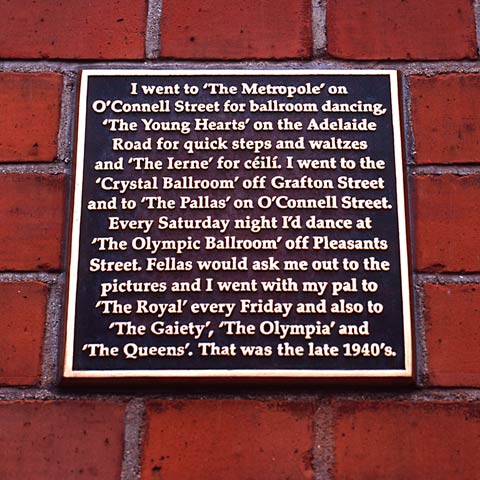 I went to ‘The Metropole’ on
O’Connell Street for ballroom dancing,
‘The Young Hearts’ on the Adelaide
Road for quick steps and waltzes
and ‘The Ierne’ for céilí. I went to the
‘Crystal Ballroom’ off Grafton Street
and to ‘The Pallas’ on O’Connell Street.
Every Saturday night I’d dance at
‘The Olympic Ballroom’ off Pleasants
Street. Fellas would ask me out to the
pictures and I went with my pal to
‘The Royal’ every Friday and also to
‘The Gaiety’, ‘The Olympia’ and
‘The Queens’. That was the late 1940’s.